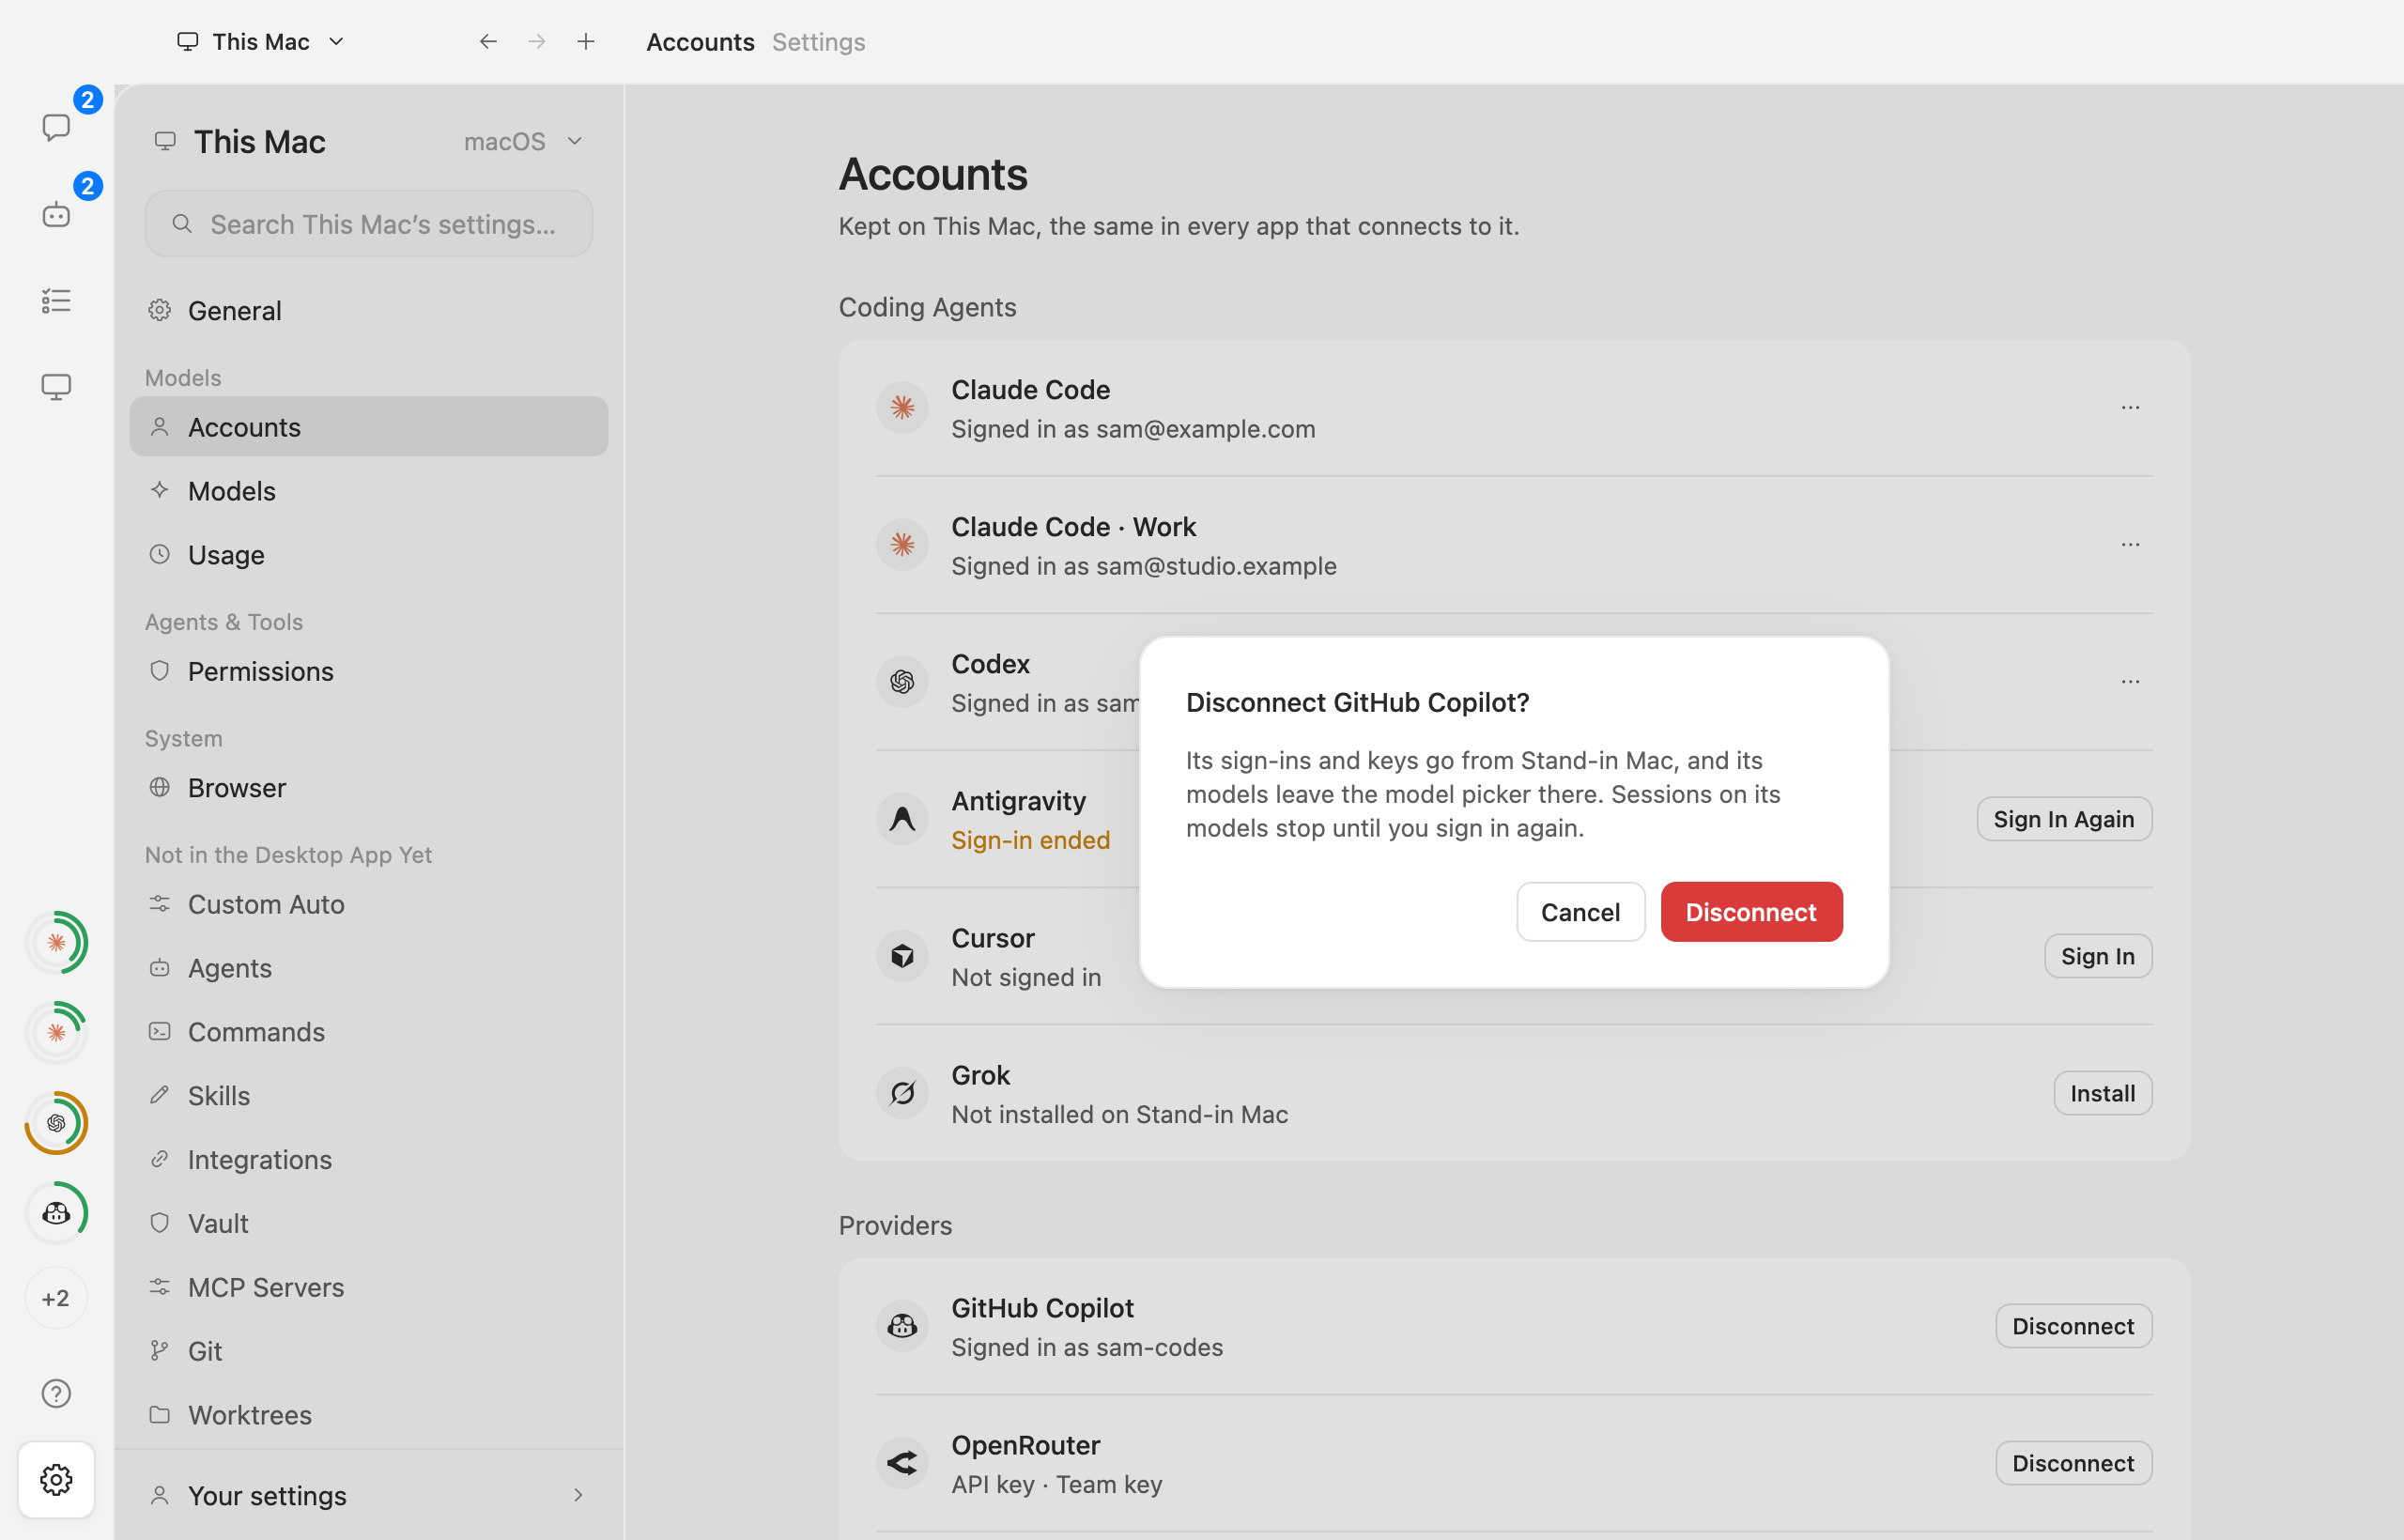 This Mac
Accounts Settings
2
2
+2
This Mac macOS
Search This Mac’s settings...
General
Models
Accounts
Models
Usage
Agents & Tools
Permissions
System
Browser
Not in the Desktop App Yet
Custom Auto
Agents
Commands
Skills
Integrations
Vault
MCP Servers
Git
Worktrees
Your settings
Accounts
Kept on This Mac, the same in every app that connects to it.
Coding Agents
Claude Code
Signed in as sam@example.com
Claude Code · Work
Signed in as sam@studio.example
Codex
Signed in as sam
Antigravity
Sign-in ended
Sign In Again
Cursor
Not signed in
Sign In
Grok
Not installed on Stand-in Mac
Install
Disconnect GitHub Copilot?
Its sign-ins and keys go from Stand-in Mac, and its
models leave the model picker there. Sessions on its
models stop until you sign in again.
Cancel
Disconnect
Providers
GitHub Copilot
Signed in as sam-codes
Disconnect
OpenRouter
API key · Team key
Disconnect